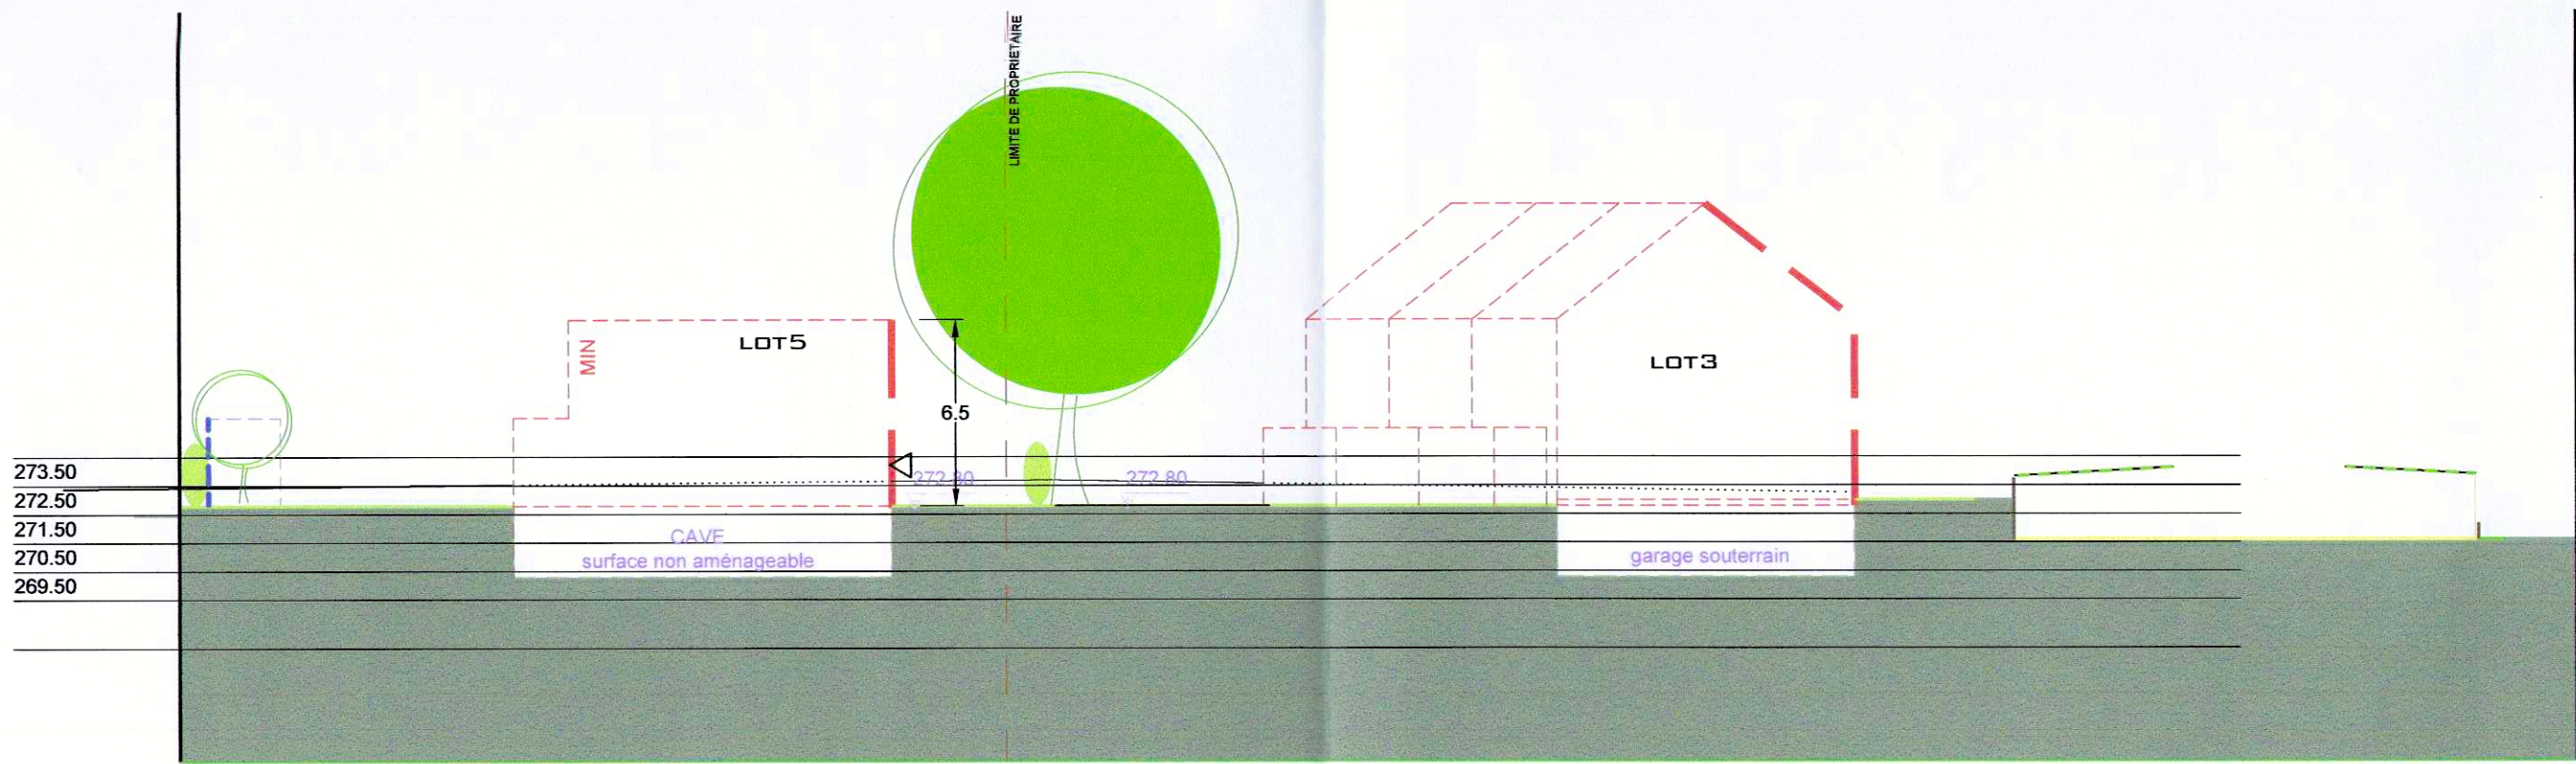 LIMITE DE PROPRIETAIRE
LOT5
MIN
LOT3
6.5
273.50
272.80
272.80
272.50
271.50
CAVE
surface non aménageable
garage souterrain
270.50
269.50